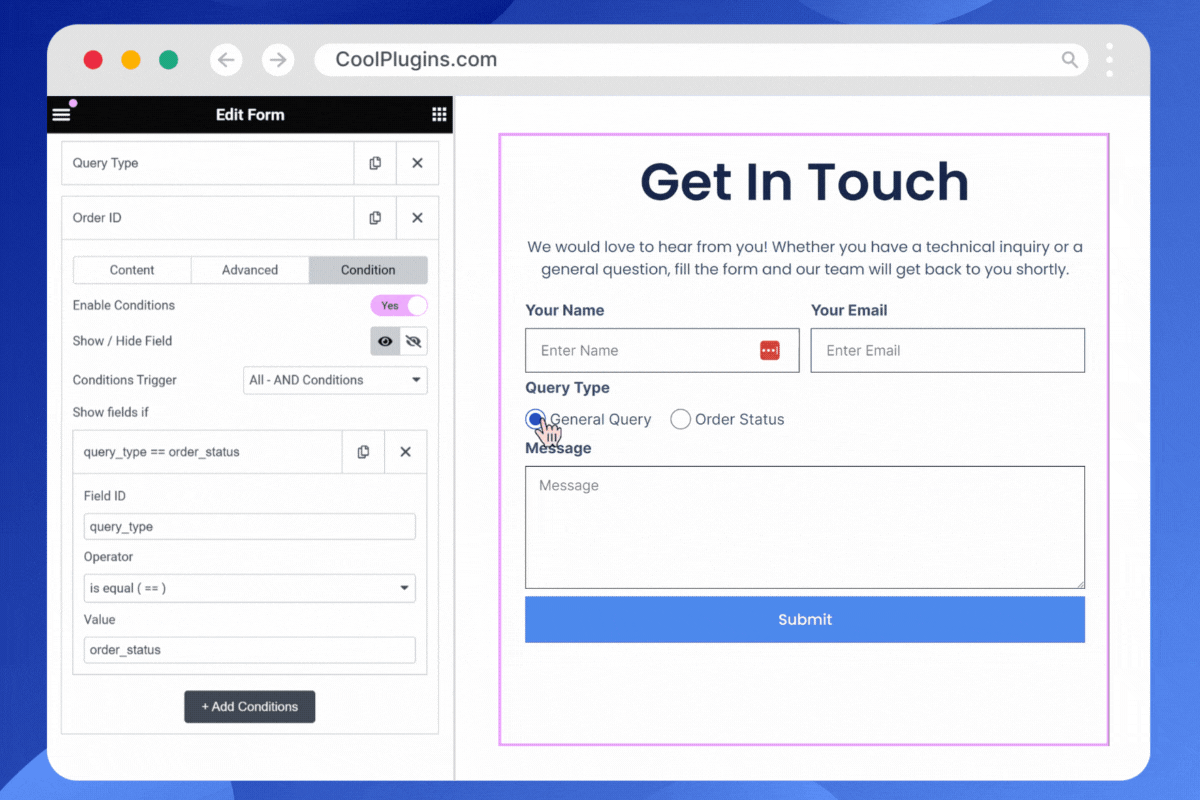 CoolPlugins.com
Edit Form
Query Type
Order ID
Content
Advanced
Condition
Enable Conditions
Yes
Show / Hide Field
Conditions Trigger
All - AND Conditions
Show fields if
query_type == order_status
Field ID
query_type
Operator
is equal ( == )
Value
order_status
+ Add Conditions
Get In Touch
We would love to hear from you! Whether you have a technical inquiry or a
general question, fill the form and our team will get back to you shortly.
Your Name
Your Email
Enter Name
Enter Email
Query Type
General Query
Order Status
Message
Message
Submit